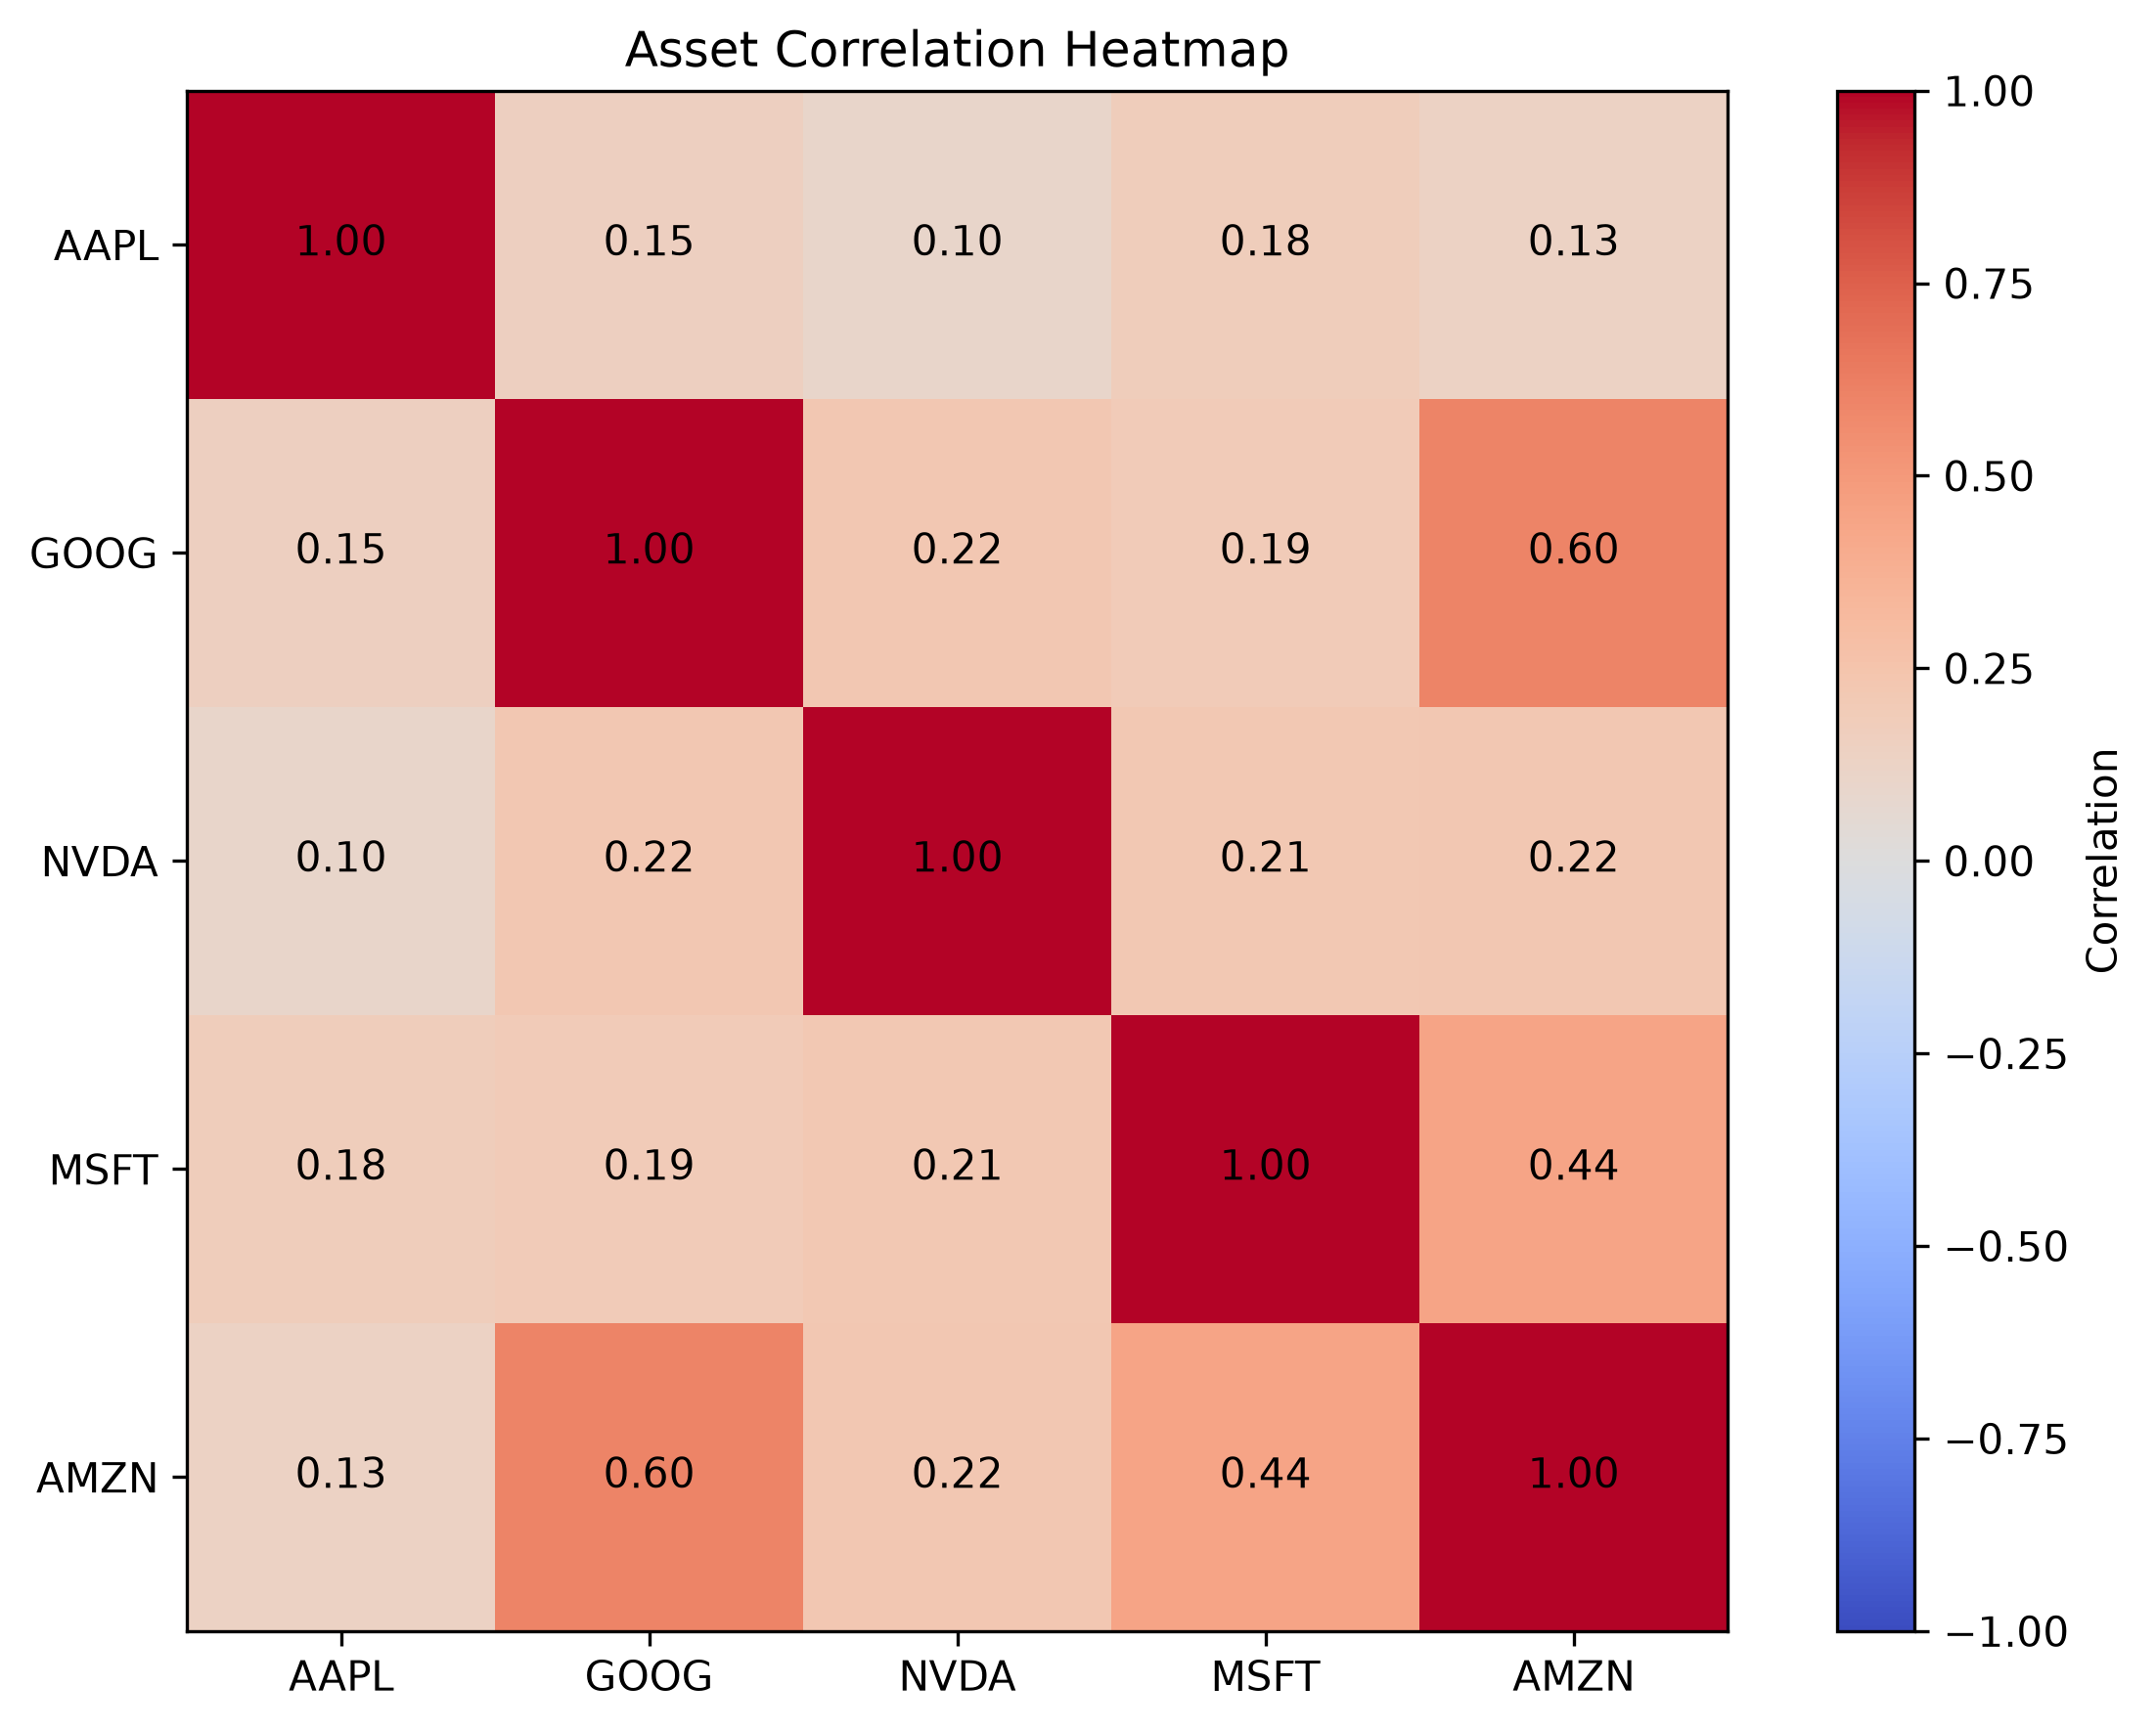 Asset Correlation Heatmap
AAPL 1.00 0.15 0.10 0.18 0.13
GOOG 0.15 1.00 0.22 0.19 0.60
NVDA 0.10 0.22 1.00 0.21 0.22
MSFT 0.18 0.19 0.21 1.00 0.44
AMZN 0.13 0.60 0.22 0.44 1.00
AAPL GOOG NVDA MSFT AMZN
1.00
0.75
0.50
0.25
0.00
−0.25
−0.50
−0.75
−1.00
Correlation